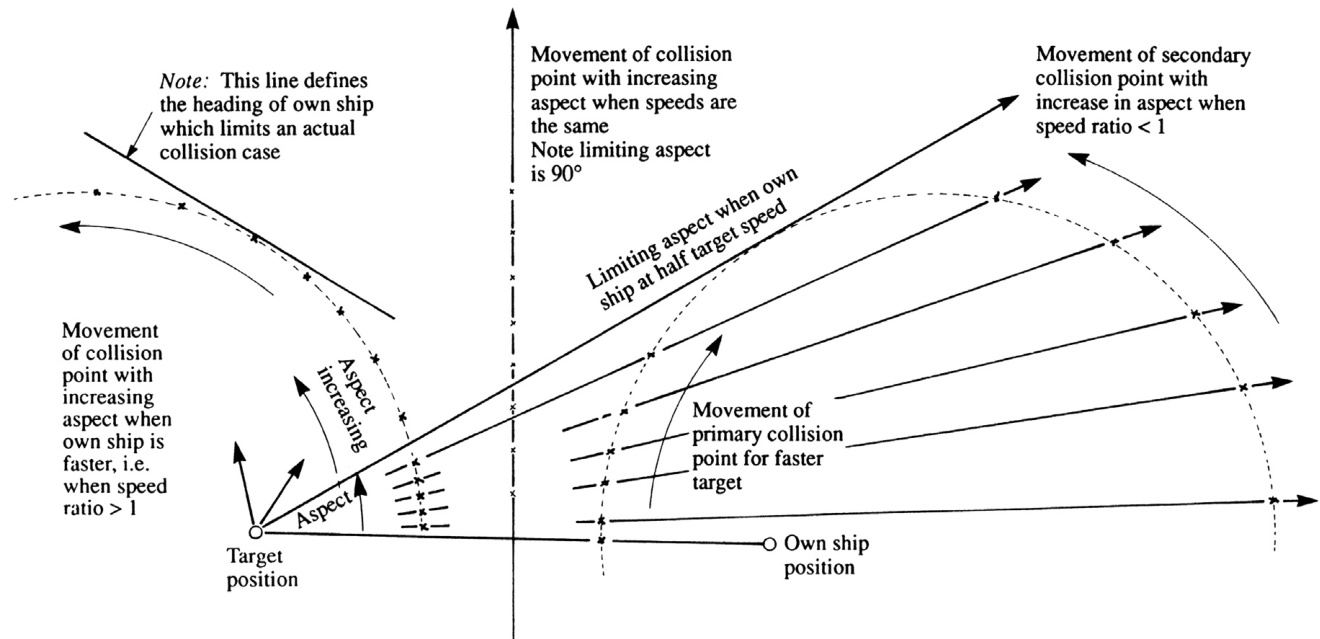 Note: This line defines
the heading of own ship
which limits an actual
collision case
Movement of collision
point with increasing
aspect when speeds are
the same
Note limiting aspect
is 90°
Movement of secondary
collision point with
increase in aspect when
speed ratio < 1
Limiting aspect when own
ship at half target speed
Movement
of collision
point with
increasing
aspect when
own ship is
faster, i.e.
when speed
ratio > 1
Aspect
increasing
Aspect
Movement of
primary collision
point for faster
target
Target
position
Own ship
position